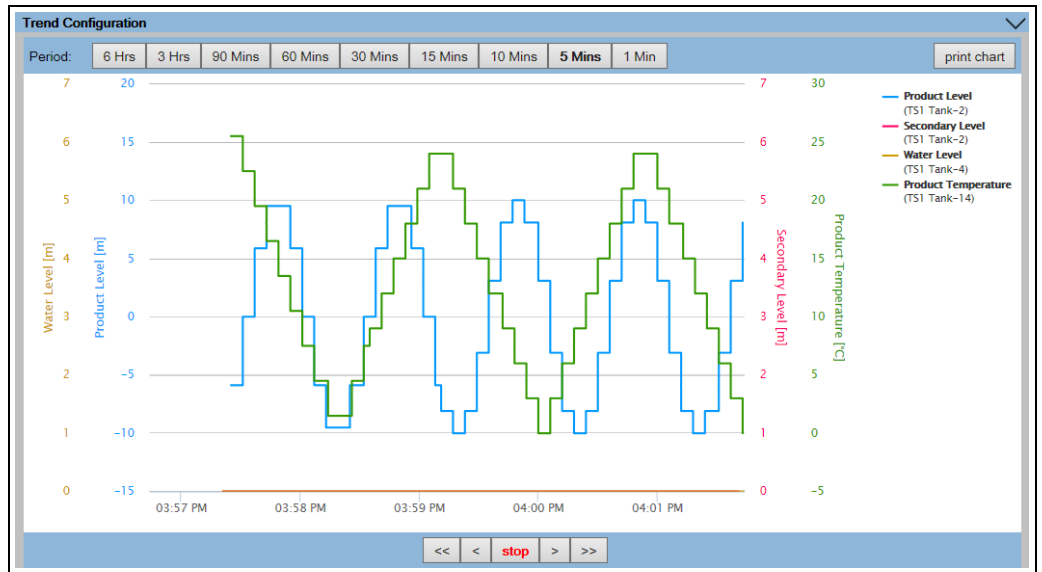 Trend Configuration
Period: 6 Hrs 3 Hrs 90 Mins 60 Mins 30 Mins 15 Mins 10 Mins 5 Mins 1 Min print chart
7 20 7 30
6 15 6 25
5 10 5 20
4 5 4 15
3 0 3 10
2 −5 2 5
1 −10 1 0
0 −15 0 −5
Water Level [m]
Product Level [m]
Secondary Level [m]
Product Temperature [°C]
03:57 PM 03:58 PM 03:59 PM 04:00 PM 04:01 PM
Product Level
(TS1 Tank-2)
Secondary Level
(TS1 Tank-2)
Water Level
(TS1 Tank-4)
Product Temperature
(TS1 Tank-14)
<< < stop > >>